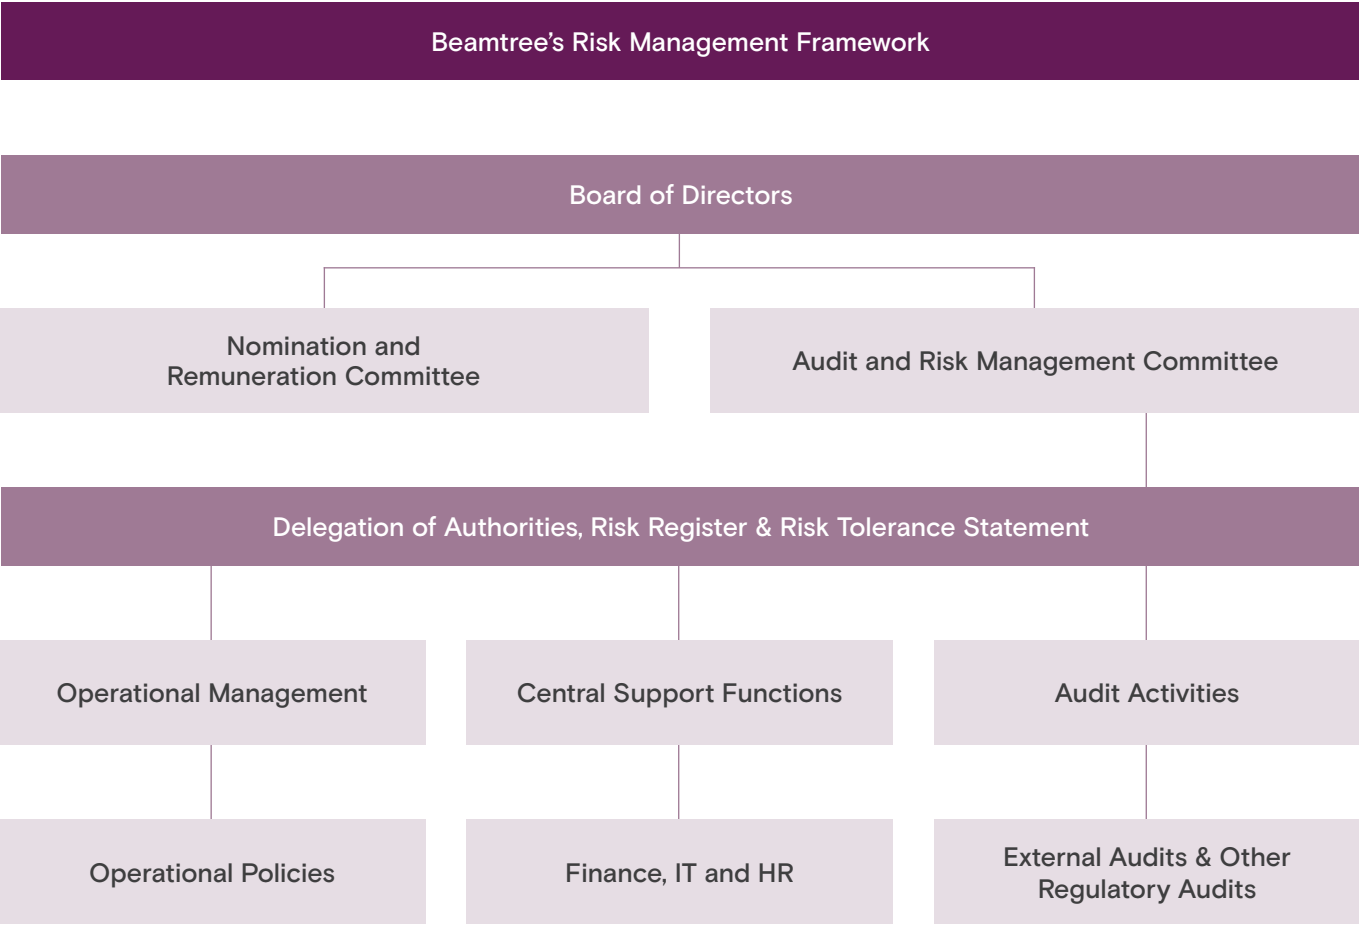 Beamtree’s Risk Management Framework
Board of Directors
Nomination and
Remuneration Committee
Audit and Risk Management Committee
Delegation of Authorities, Risk Register & Risk Tolerance Statement
Operational Management
Central Support Functions
Audit Activities
Operational Policies
Finance, IT and HR
External Audits & Other
Regulatory Audits